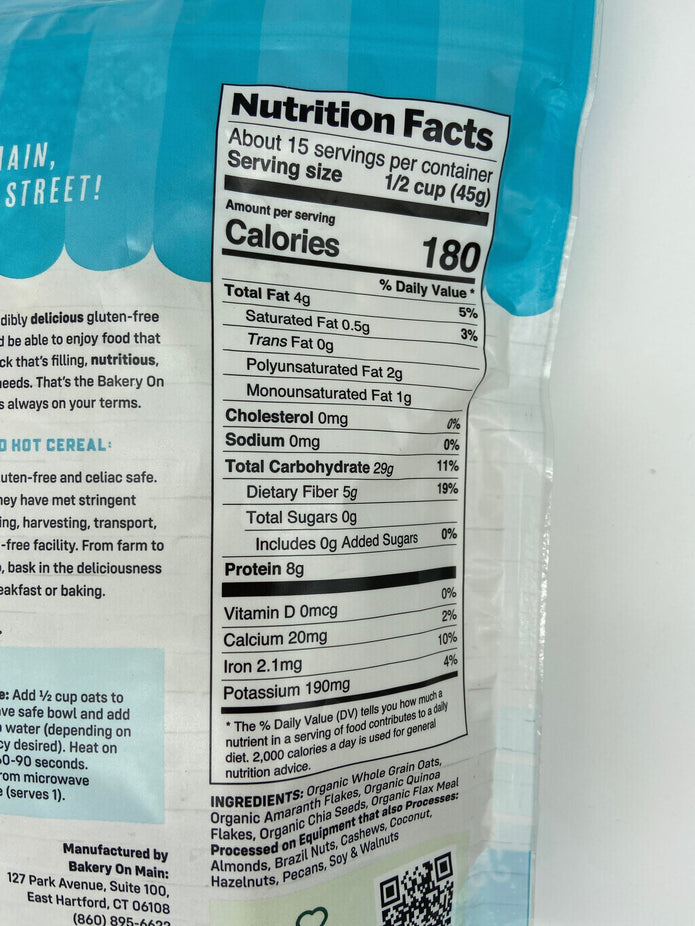 AIN,
STREET!
dibly delicious gluten-free
be able to enjoy food that
ck that's filling, nutritious,
eeds. That's the Bakery On
s always on your terms.
HOT CEREAL:
uten-free and celiac safe.
hey have met stringent
ing, harvesting, transport,
-free facility. From farm to
, bask in the deliciousness
eakfast or baking.
e: Add ½ cup oats to
ve safe bowl and add
water (depending on
cy desired). Heat on
0-90 seconds.
rom microwave
e (serves 1).
Manufactured by
Bakery On Main:
127 Park Avenue, Suite 100,
East Hartford, CT 06108
(860) 895-6622
Nutrition Facts
About 15 servings per container
Serving size 1/2 cup (45g)
Amount per serving
Calories 180
% Daily Value *
Total Fat 4g 5%
Saturated Fat 0.5g 3%
Trans Fat 0g
Polyunsaturated Fat 2g
Monounsaturated Fat 1g
Cholesterol 0mg 0%
Sodium 0mg 0%
Total Carbohydrate 29g 11%
Dietary Fiber 5g 19%
Total Sugars 0g
Includes 0g Added Sugars 0%
Protein 8g
Vitamin D 0mcg 0%
Calcium 20mg 2%
Iron 2.1mg 10%
Potassium 190mg 4%
* The % Daily Value (DV) tells you how much a
nutrient in a serving of food contributes to a daily
diet. 2,000 calories a day is used for general
nutrition advice.
INGREDIENTS: Organic Whole Grain Oats,
Organic Amaranth Flakes, Organic Quinoa
Flakes, Organic Chia Seeds, Organic Flax Meal
Processed on Equipment that also Processes:
Almonds, Brazil Nuts, Cashews, Coconut,
Hazelnuts, Pecans, Soy & Walnuts